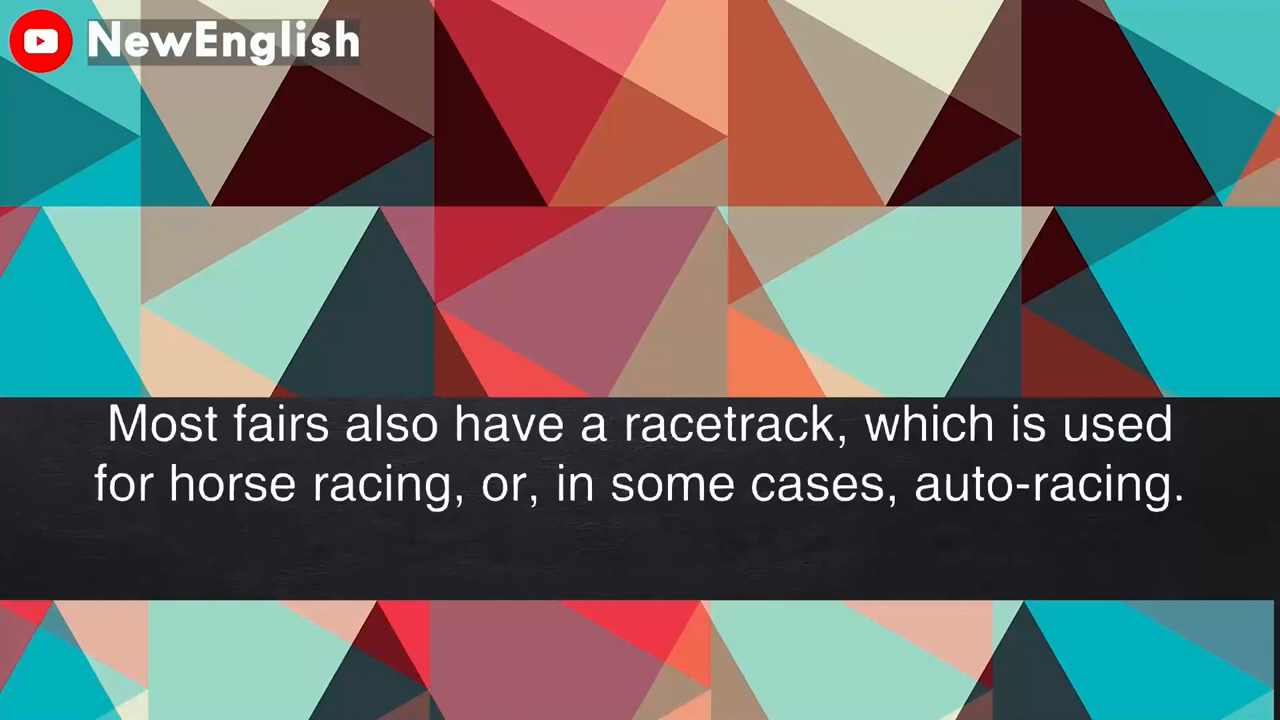 NewEnglish
Most fairs also have a racetrack, which is used
for horse racing, or, in some cases, auto-racing.